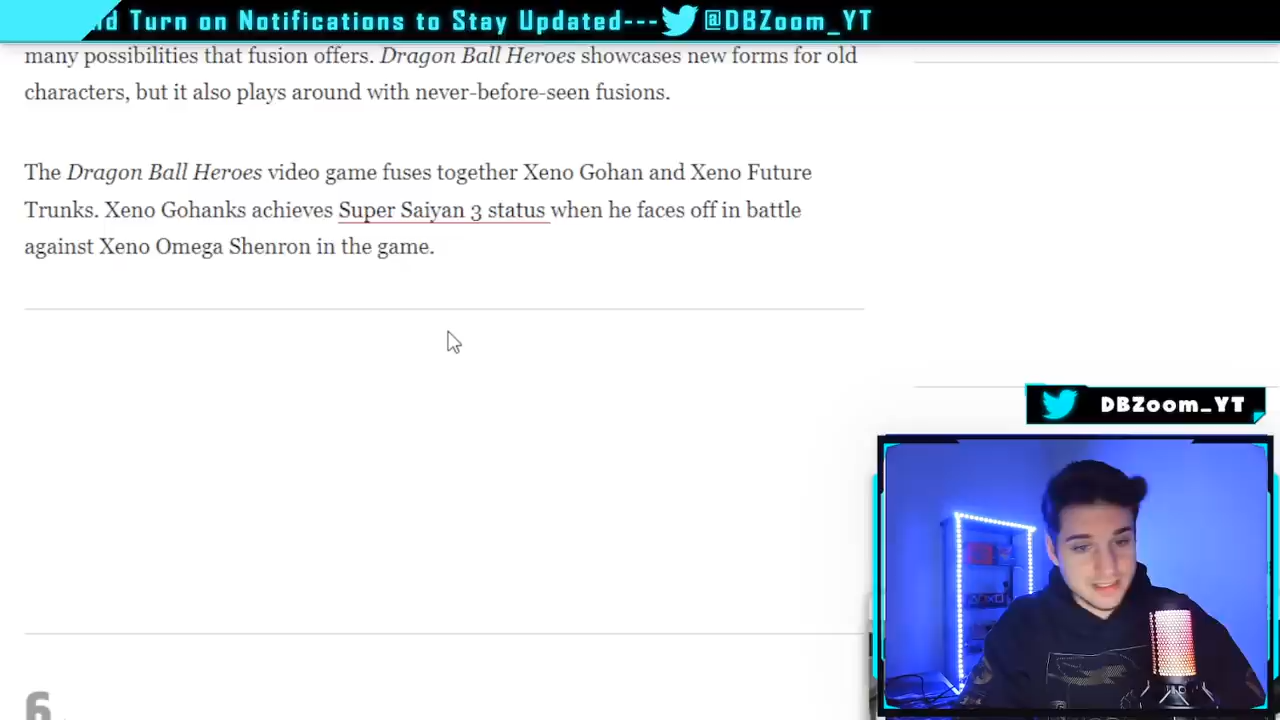 nd Turn on Notifications to Stay Updated--- @DBZoom_YT
many possibilities that fusion offers. Dragon Ball Heroes showcases new forms for old
characters, but it also plays around with never-before-seen fusions.
The Dragon Ball Heroes video game fuses together Xeno Gohan and Xeno Future
Trunks. Xeno Gohanks achieves Super Saiyan 3 status when he faces off in battle
against Xeno Omega Shenron in the game.
DBZoom_YT
6